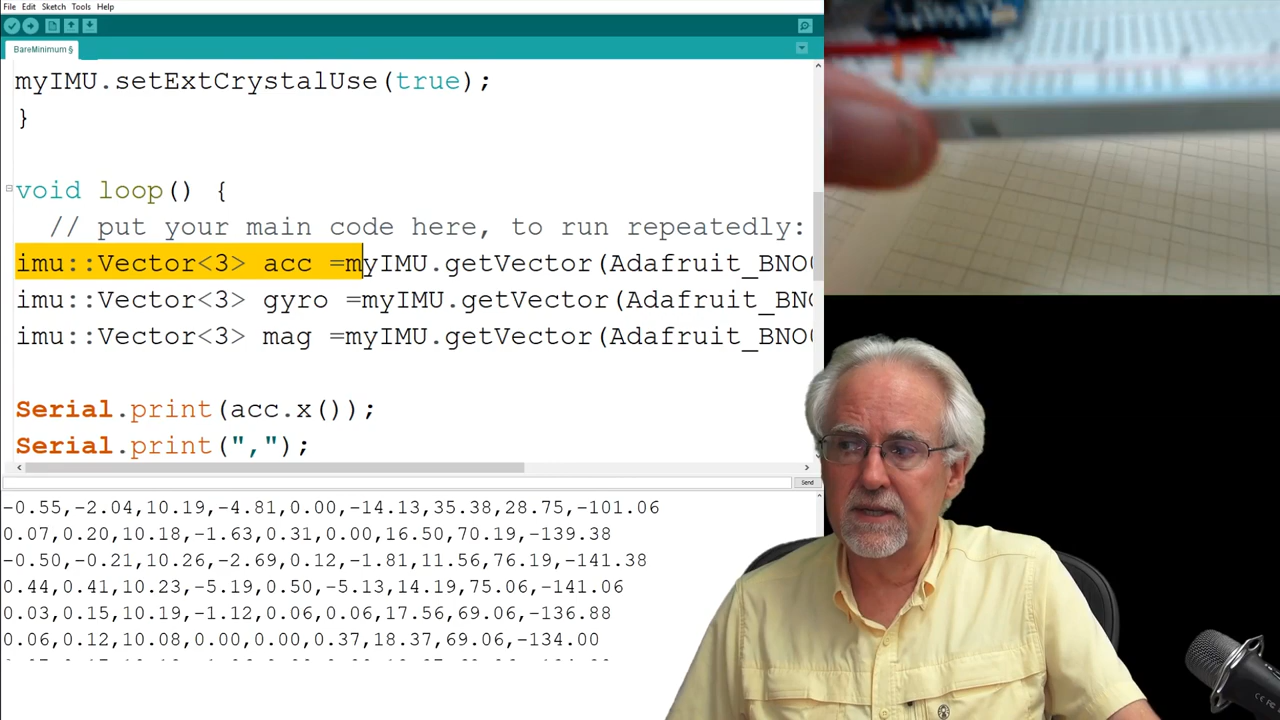 File Edit Sketch Tools Help
BareMinimum §
myIMU.setExtCrystalUse(true);
}
void loop() {
// put your main code here, to run repeatedly:
imu::Vector<3> acc =myIMU.getVector(Adafruit_BNO
imu::Vector<3> gyro =myIMU.getVector(Adafruit_BNO
imu::Vector<3> mag =myIMU.getVector(Adafruit_BNO
Serial.print(acc.x());
Serial.print(",");
Send
-0.55,-2.04,10.19,-4.81,0.00,-14.13,35.38,28.75,-101.06
0.07,0.20,10.18,-1.63,0.31,0.00,16.50,70.19,-139.38
-0.50,-0.21,10.26,-2.69,0.12,-1.81,11.56,76.19,-141.38
0.44,0.41,10.23,-5.19,0.50,-5.13,14.19,75.06,-141.06
0.03,0.15,10.19,-1.12,0.06,0.06,17.56,69.06,-136.88
0.06,0.12,10.08,0.00,0.00,0.37,18.37,69.06,-134.00